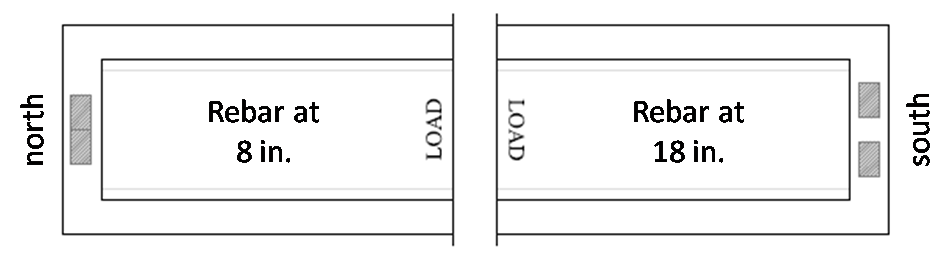 north
Rebar at
8 in.
LOAD
LOAD
Rebar at
18 in.
south